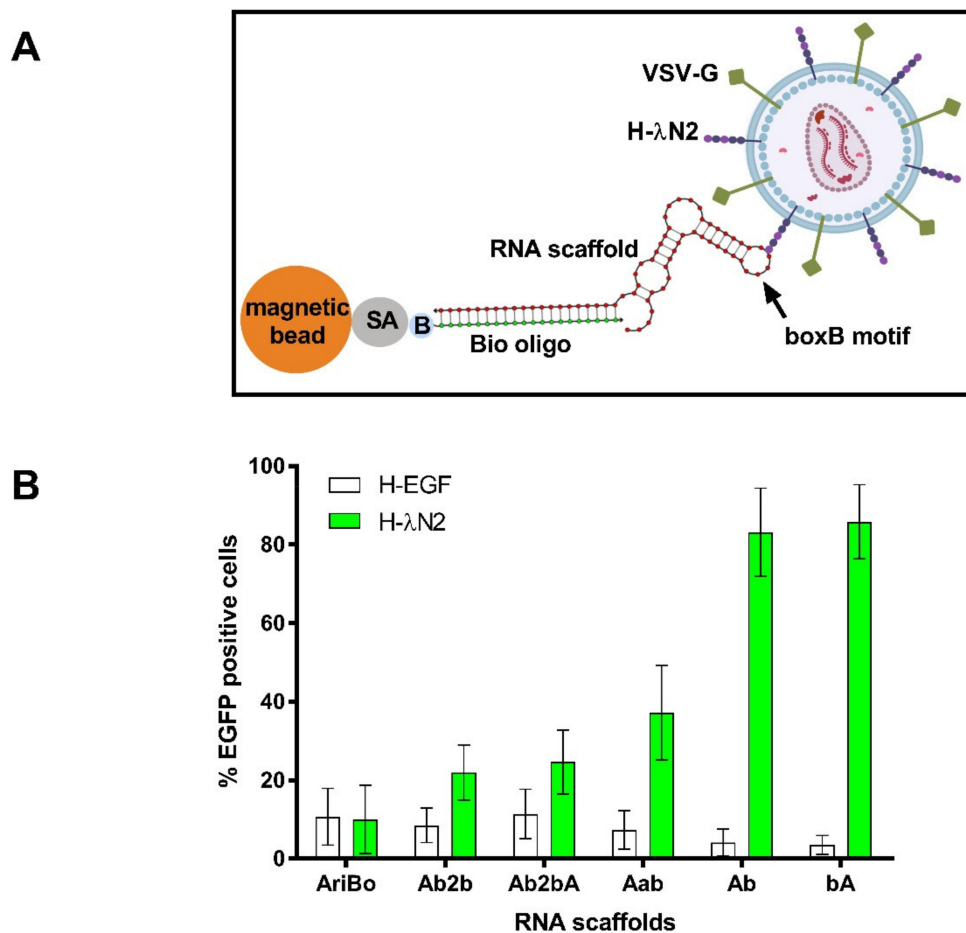 A
VSV-G
H-λN2
RNA scaffold
magnetic
bead
SA
B
Bio oligo
boxB motif
B
100
80
60
40
20
0
% EGFP positive cells
H-EGF
H-λN2
AriBo
Ab2b
Ab2bA
Aab
Ab
bA
RNA scaffolds